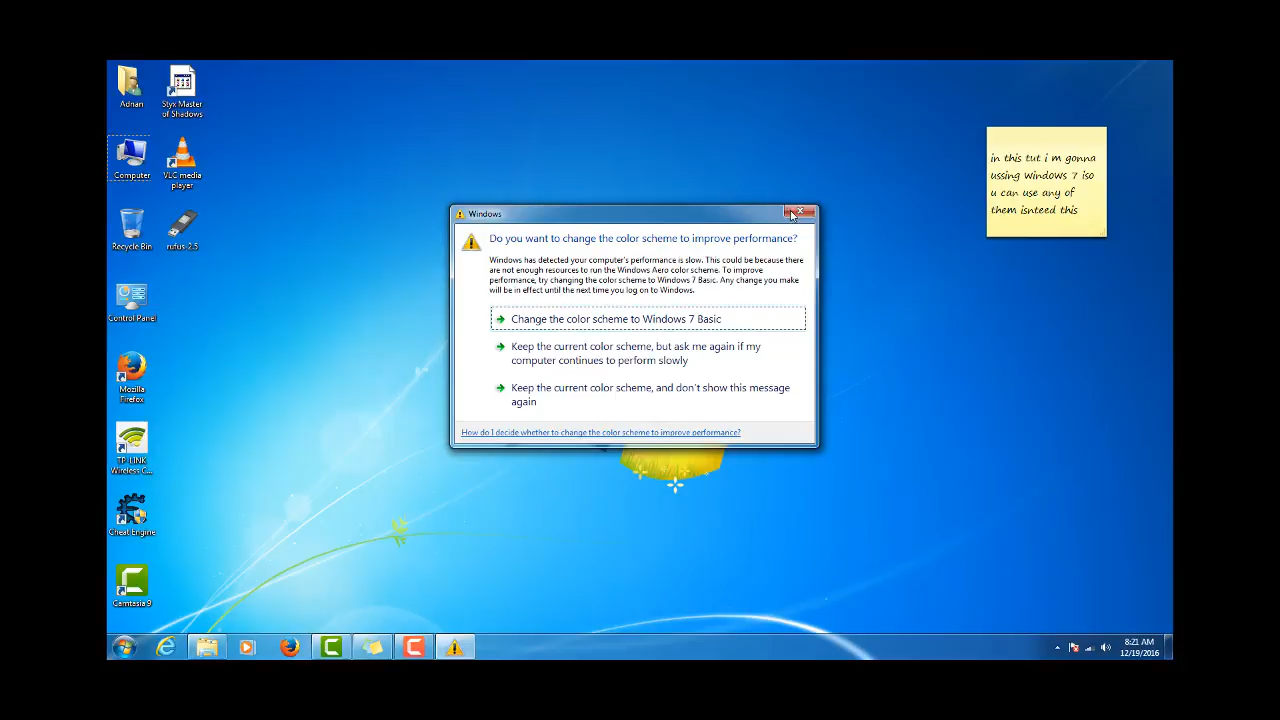 Adnan
Styx Master
of Shadows
Computer
VLC media
player
Recycle Bin
rufus-2.5
Control Panel
Mozilla
Firefox
TP-LINK
Wireless C...
Cheat Engine
Camtasia 9
Windows
Do you want to change the color scheme to improve performance?
Windows has detected your computer's performance is slow. This could be because there
are not enough resources to run the Windows Aero color scheme. To improve
performance, try changing the color scheme to Windows 7 Basic. Any change you make
will be in effect until the next time you log on to Windows.
Change the color scheme to Windows 7 Basic
Keep the current color scheme, but ask me again if my
computer continues to perform slowly
Keep the current color scheme, and don't show this message
again
How do I decide whether to change the color scheme to improve performance?
in this tut i m gonna
ussing windows 7 iso
u can use any of
them isnteed this
8:21 AM
12/19/2016